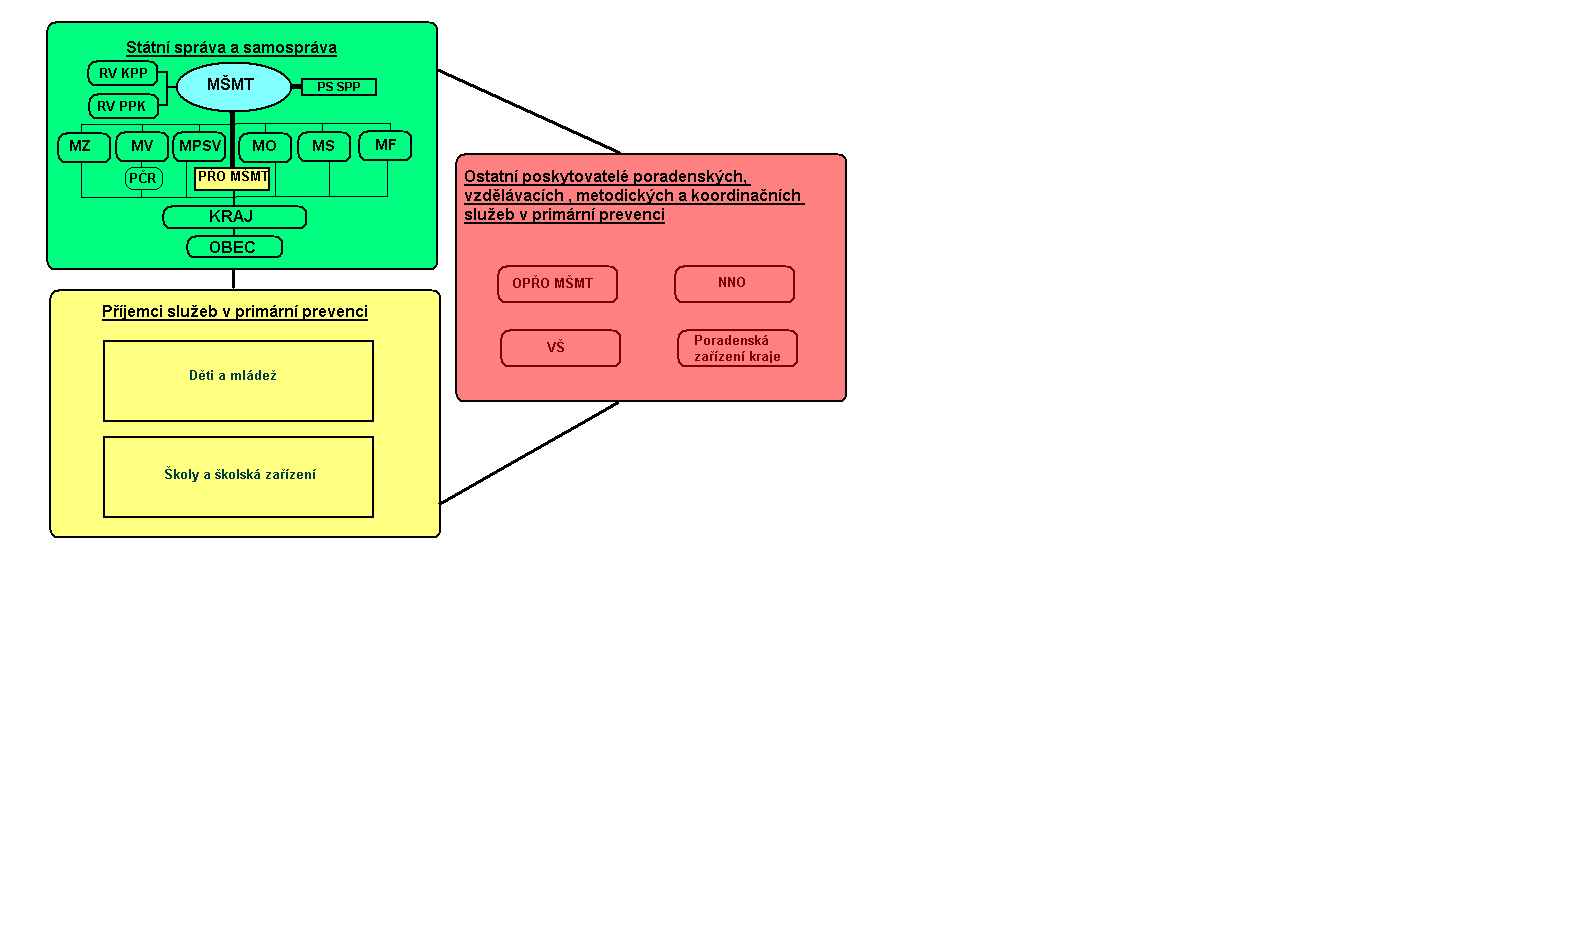 Státní správa a samospráva
RV KPP
MŠMT
PS SPP
RV PPK
MZ
MV
MPSV
MO
MS
MF
PČR
PŘO MŠMT
KRAJ
OBEC
Příjemci služeb v primární prevenci
Děti a mládež
Školy a školská zařízení
Ostatní poskytovatelé poradenských,
vzdělávacích , metodických a koordinačních
služeb v primární prevenci
OPŘO MŠMT
NNO
VŠ
Poradenská
zařízení kraje